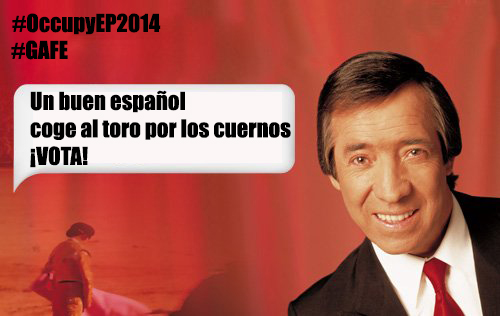 #OccupyEP2014
#GAFE
Un buen español
coge al toro por los cuernos
¡VOTA!